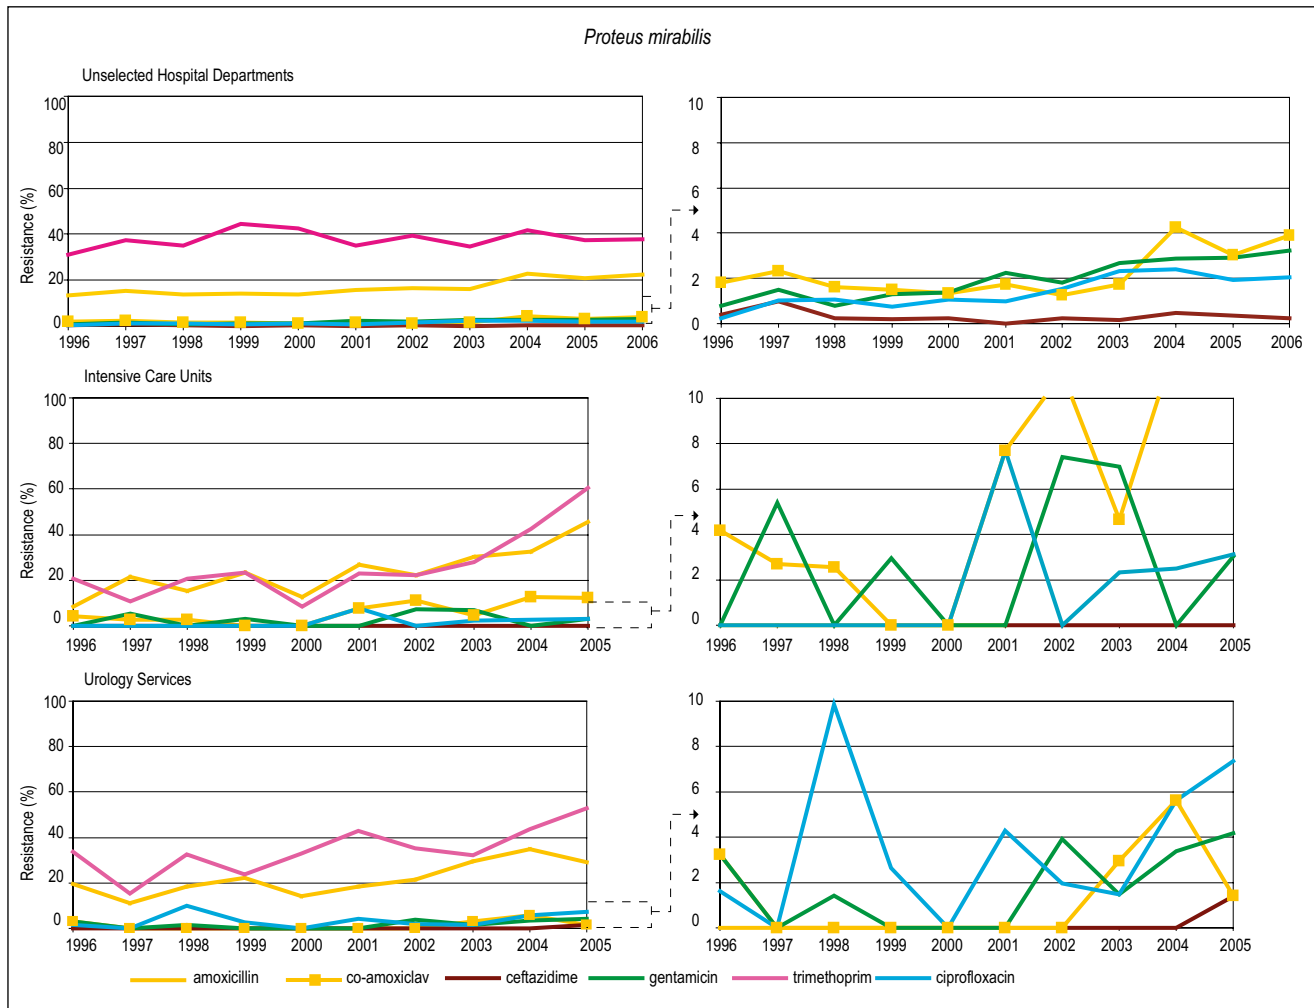 Proteus mirabilis
Unselected Hospital Departments
Resistance (%)
100
80
60
40
20
0
1996 1997 1998 1999 2000 2001 2002 2003 2004 2005 2006
10
8
6
4
2
0
1996 1997 1998 1999 2000 2001 2002 2003 2004 2005 2006
Intensive Care Units
Resistance (%)
100
80
60
40
20
0
1996 1997 1998 1999 2000 2001 2002 2003 2004 2005
10
8
6
4
2
0
1996 1997 1998 1999 2000 2001 2002 2003 2004 2005
Urology Services
Resistance (%)
100
80
60
40
20
0
1996 1997 1998 1999 2000 2001 2002 2003 2004 2005
10
8
6
4
2
0
1996 1997 1998 1999 2000 2001 2002 2003 2004 2005
amoxicillin co-amoxiclav ceftazidime gentamicin trimethoprim ciprofloxacin